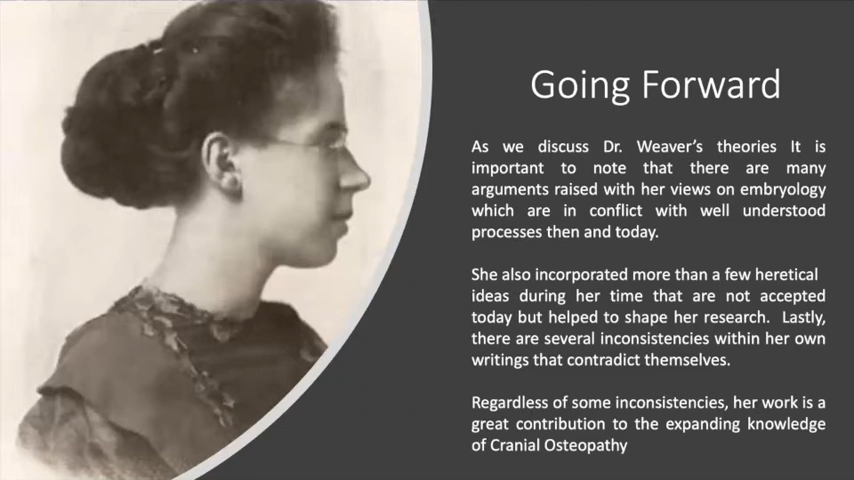 Going Forward
As we discuss Dr. Weaver's theories It is
important to note that there are many
arguments raised with her views on embryology
which are in conflict with well understood
processes then and today.
She also incorporated more than a few heretical
ideas during her time that are not accepted
today but helped to shape her research. Lastly,
there are several inconsistencies within her own
writings that contradict themselves.
Regardless of some inconsistencies, her work is a
great contribution to the expanding knowledge
of Cranial Osteopathy